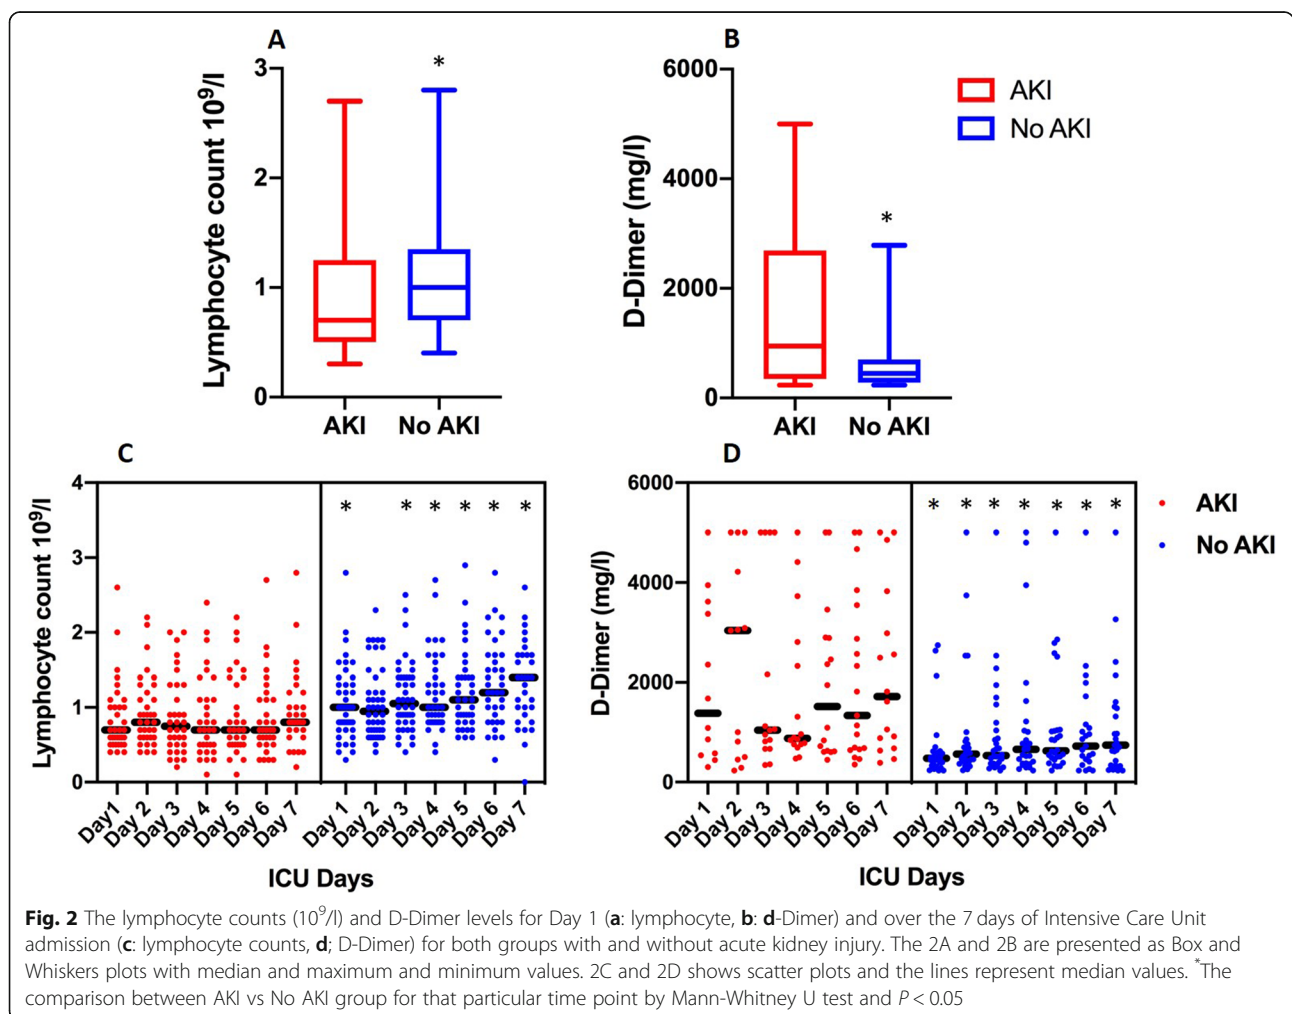 A
Lymphocyte count 10⁹/l
3
*
2
1
0
AKI No AKI
B
D-Dimer (mg/l)
6000
4000
*
2000
0
AKI No AKI
AKI
No AKI
C
Lymphocyte count 10⁹/l
4
* * * * * *
3
2
1
0
Day1 Day 2 Day 3 Day 4 Day 5 Day 6 Day 7 Day 1 Day 2 Day 3 Day 4 Day 5 Day 6 Day 7
ICU Days
D
D-Dimer (mg/l)
6000
* * * * * * *
4000
2000
0
Day 1 Day 2 Day 3 Day 4 Day 5 Day 6 Day 7 Day 1 Day 2 Day 3 Day 4 Day 5 Day 6 Day 7
ICU Days
AKI
No AKI
Fig. 2 The lymphocyte counts (10⁹/l) and D-Dimer levels for Day 1 (a: lymphocyte, b: d-Dimer) and over the 7 days of Intensive Care Unit
admission (c: lymphocyte counts, d; D-Dimer) for both groups with and without acute kidney injury. The 2A and 2B are presented as Box and
Whiskers plots with median and maximum and minimum values. 2C and 2D shows scatter plots and the lines represent median values. *The
comparison between AKI vs No AKI group for that particular time point by Mann-Whitney U test and P < 0.05